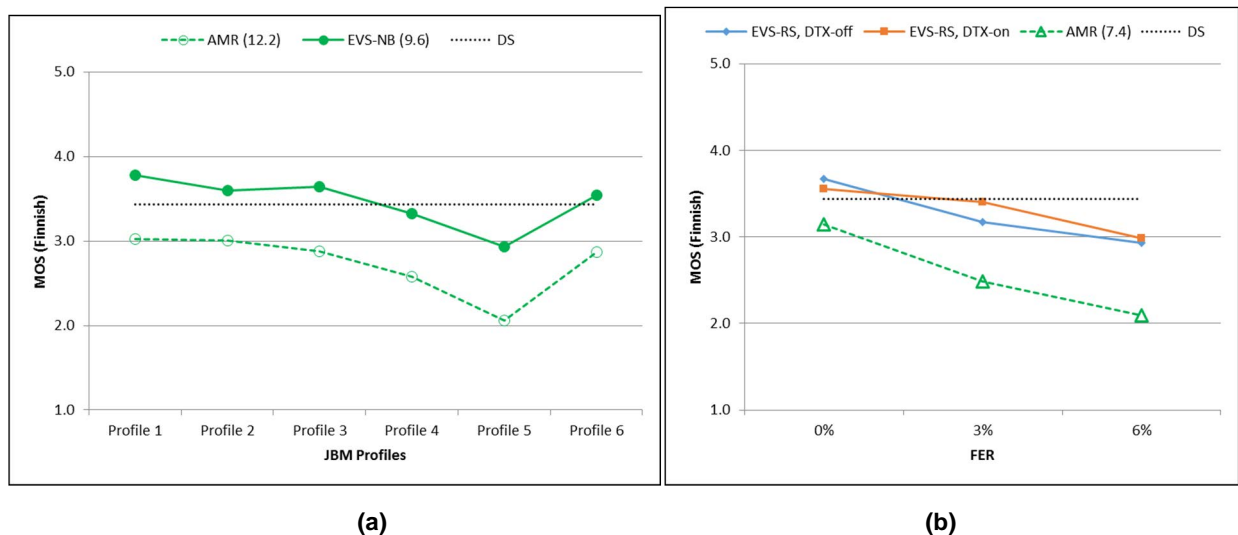 AMR (12.2) EVS-NB (9.6) DS
5.0
4.0
3.0
2.0
1.0
MOS (Finnish)
Profile 1 Profile 2 Profile 3 Profile 4 Profile 5 Profile 6
JBM Profiles
(a)
EVS-RS, DTX-off EVS-RS, DTX-on AMR (7.4) DS
5.0
4.0
3.0
2.0
1.0
MOS (Finnish)
0% 3% 6%
FER
(b)